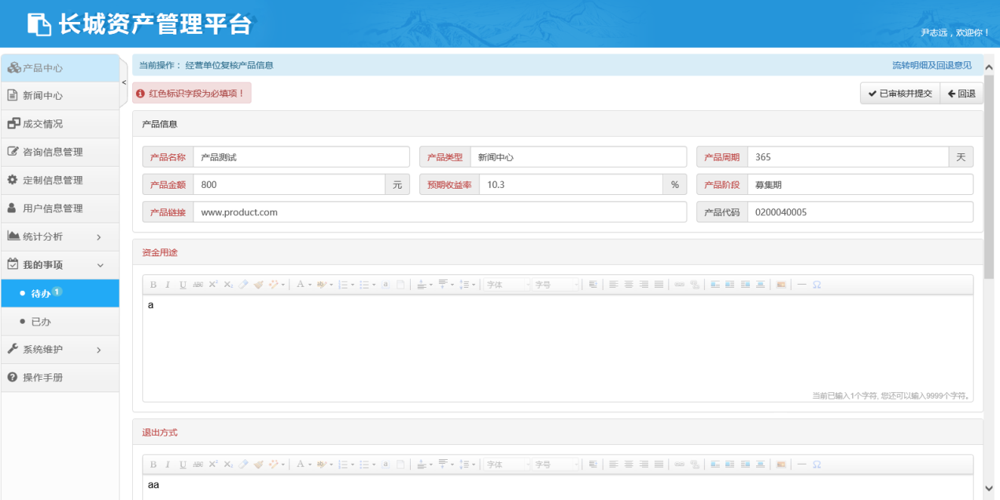 长城资产管理平台
尹志远，欢迎你！
产品中心
新闻中心
成交情况
咨询信息管理
定制信息管理
用户信息管理
统计分析
我的事项
待办 1
已办
系统维护
操作手册
<
当前操作： 经营单位复核产品信息 流转明细及回退意见
红色标识字段为必填项！ 已审核并提交 回退
产品信息
产品名称 产品测试 产品类型 新闻中心 产品周期 365 天
产品金额 800 元 预期收益率 10.3 % 产品阶段 募集期
产品链接 www.product.com 产品代码 0200040005
资金用途
B I U ABC X² X₂ A ab a 字体 字号 Ω
a
当前已输入1个字符, 您还可以输入9999个字符。
退出方式
B I U ABC X² X₂ A ab a 字体 字号 Ω
aa